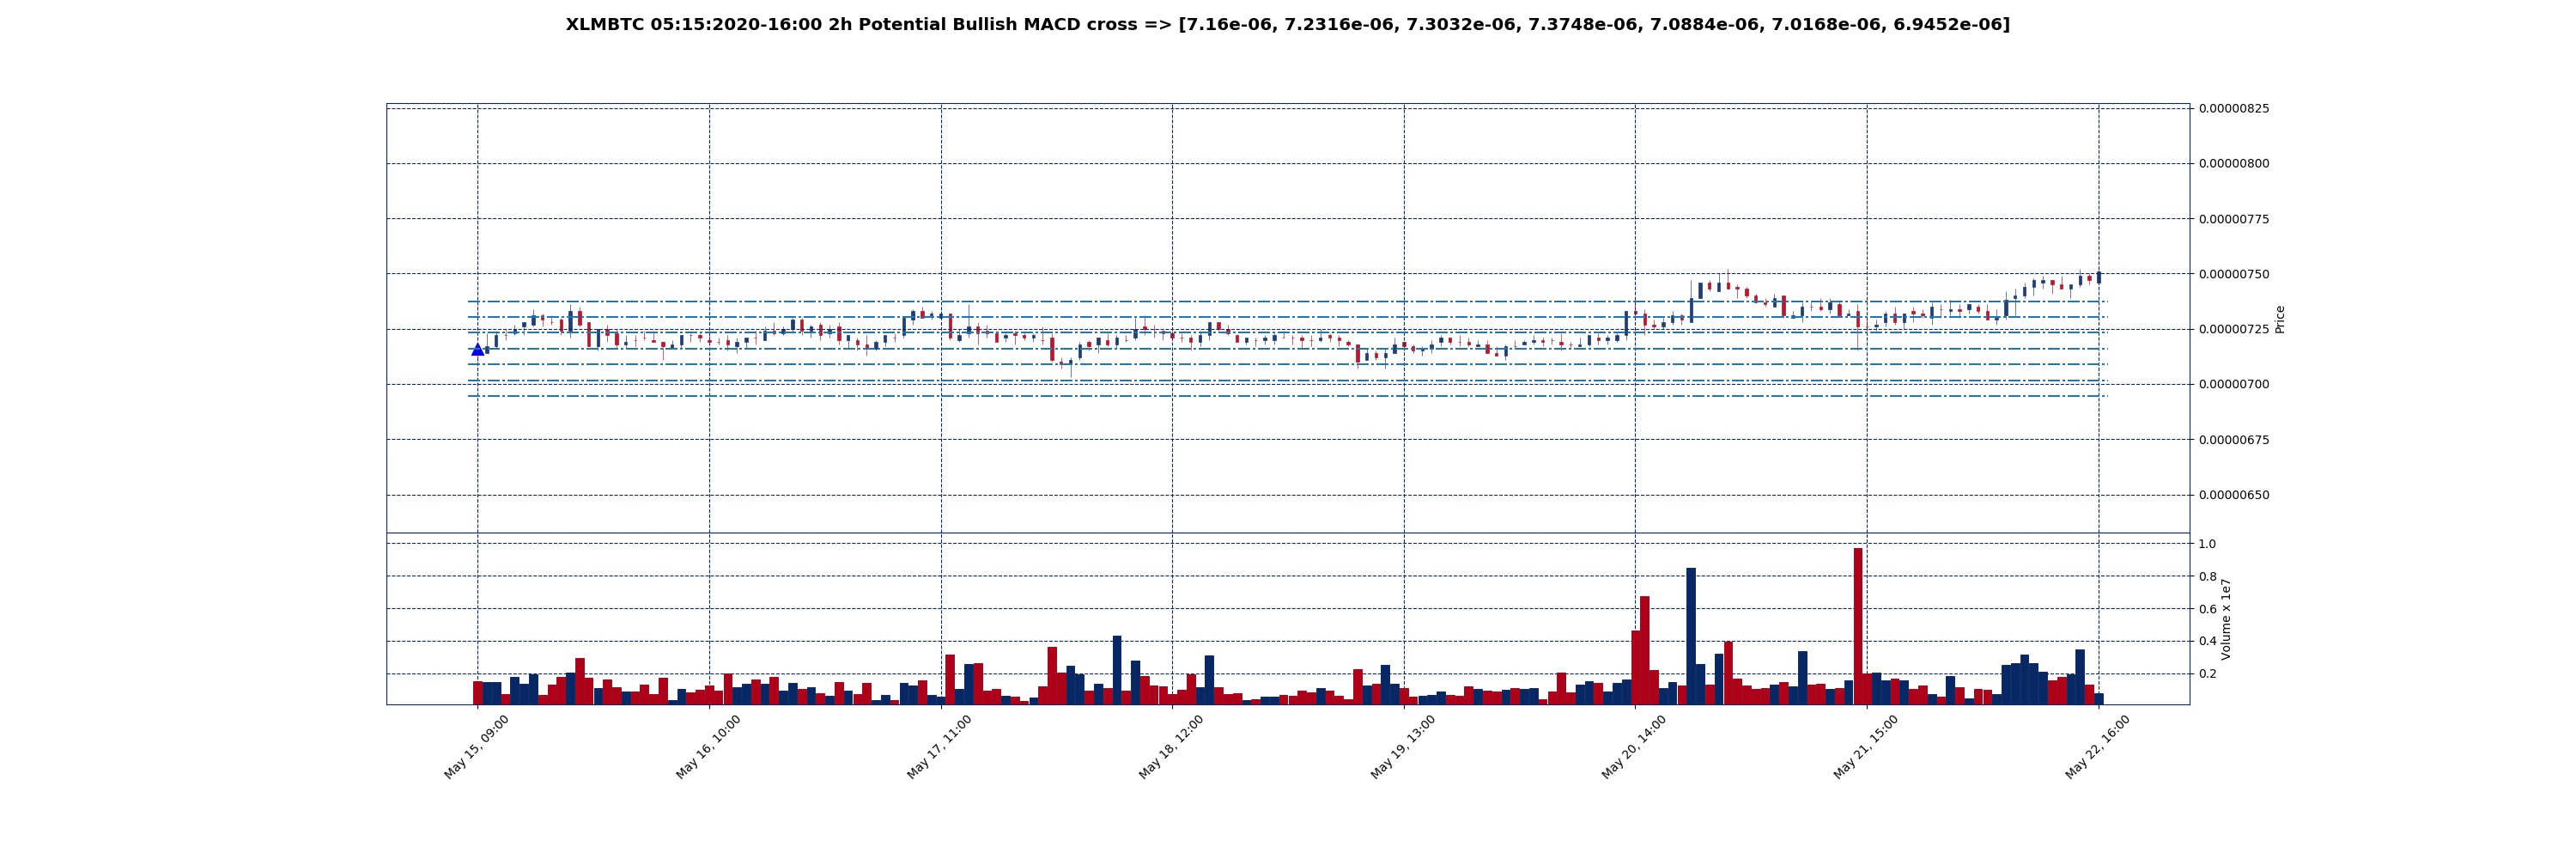 XLMBTC 05:15:2020-16:00 2h Potential Bullish MACD cross => [7.16e-06, 7.2316e-06, 7.3032e-06, 7.3748e-06, 7.0884e-06, 7.0168e-06, 6.9452e-06]
0.00000825
0.00000800
0.00000775
0.00000750
0.00000725
0.00000700
0.00000675
0.00000650
Price
1.0
0.8
0.6
0.4
0.2
Volume x 1e7
May 15, 09:00
May 16, 10:00
May 17, 11:00
May 18, 12:00
May 19, 13:00
May 20, 14:00
May 21, 15:00
May 22, 16:00